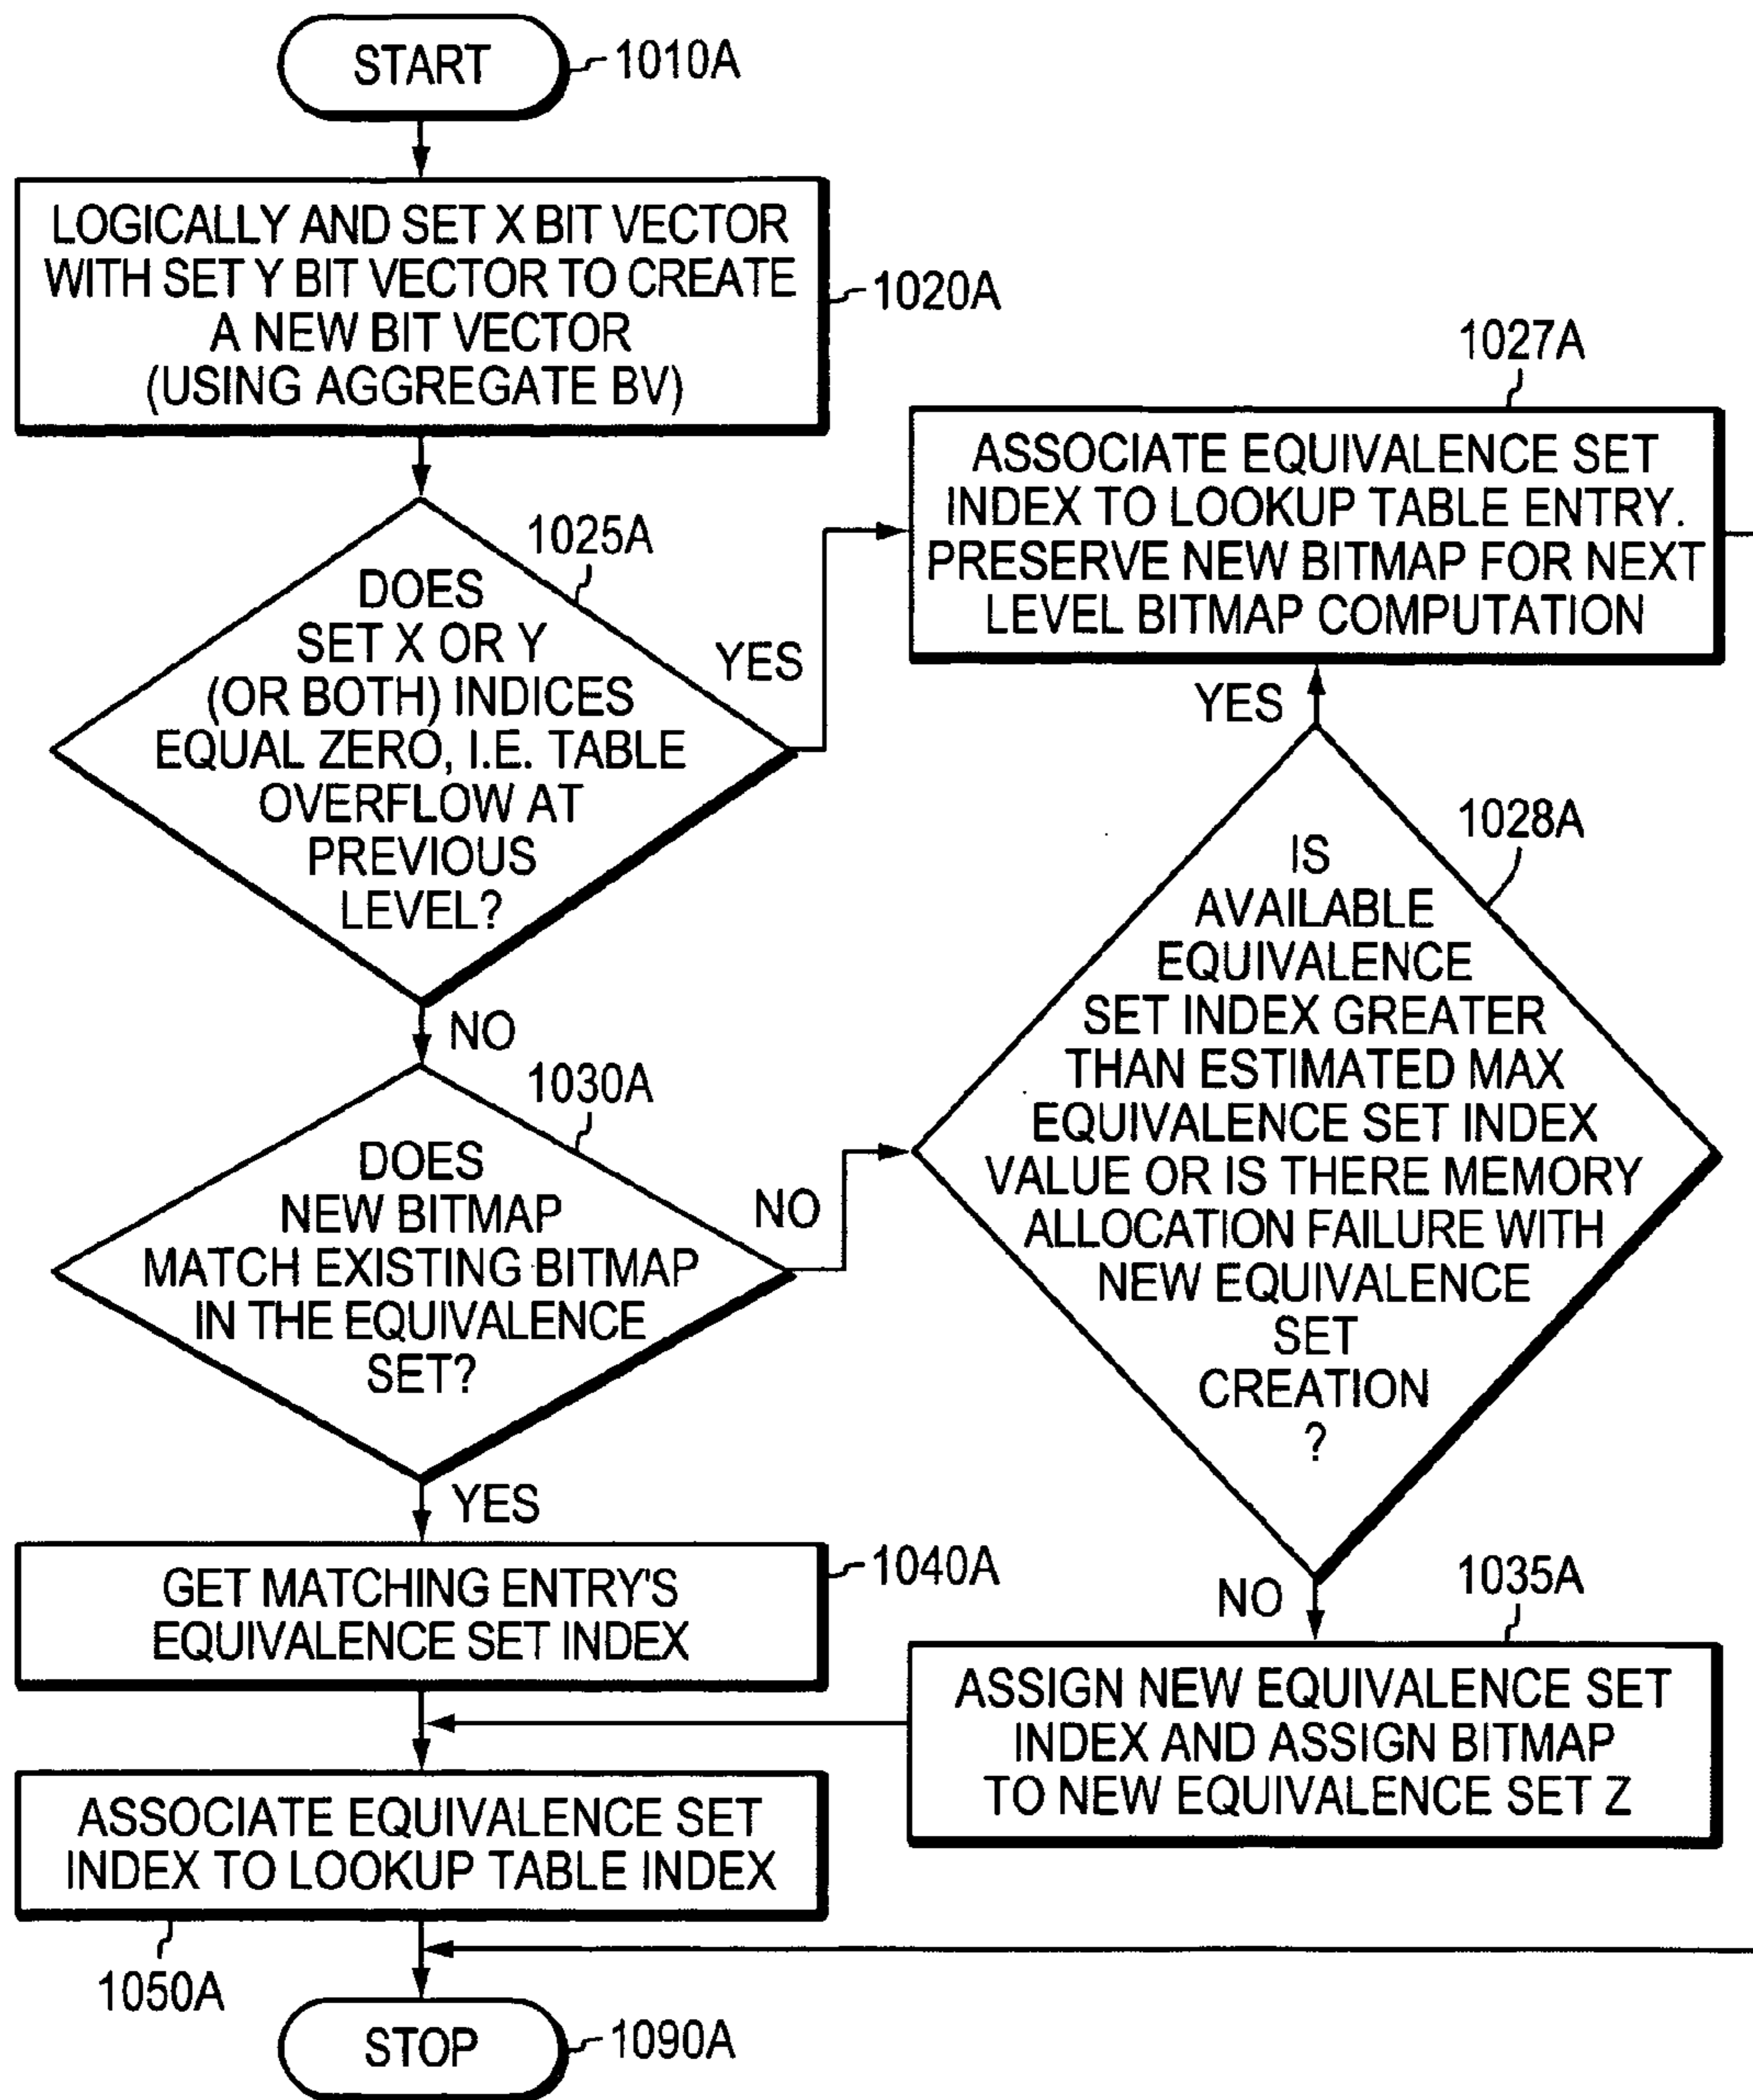 START
1010A
LOGICALLY AND SET X BIT VECTOR
WITH SET Y BIT VECTOR TO CREATE
A NEW BIT VECTOR
(USING AGGREGATE BV)
1020A
1025A
DOES
SET X OR Y
(OR BOTH) INDICES
EQUAL ZERO, I.E. TABLE
OVERFLOW AT
PREVIOUS
LEVEL?
YES
NO
1027A
ASSOCIATE EQUIVALENCE SET
INDEX TO LOOKUP TABLE ENTRY.
PRESERVE NEW BITMAP FOR NEXT
LEVEL BITMAP COMPUTATION
YES
1028A
IS
AVAILABLE
EQUIVALENCE
SET INDEX GREATER
THAN ESTIMATED MAX
EQUIVALENCE SET INDEX
VALUE OR IS THERE MEMORY
ALLOCATION FAILURE WITH
NEW EQUIVALENCE
SET
CREATION
?
NO
1030A
DOES
NEW BITMAP
MATCH EXISTING BITMAP
IN THE EQUIVALENCE
SET?
NO
YES
1035A
ASSIGN NEW EQUIVALENCE SET
INDEX AND ASSIGN BITMAP
TO NEW EQUIVALENCE SET Z
GET MATCHING ENTRY'S
EQUIVALENCE SET INDEX
1040A
ASSOCIATE EQUIVALENCE SET
INDEX TO LOOKUP TABLE INDEX
1050A
STOP
1090A